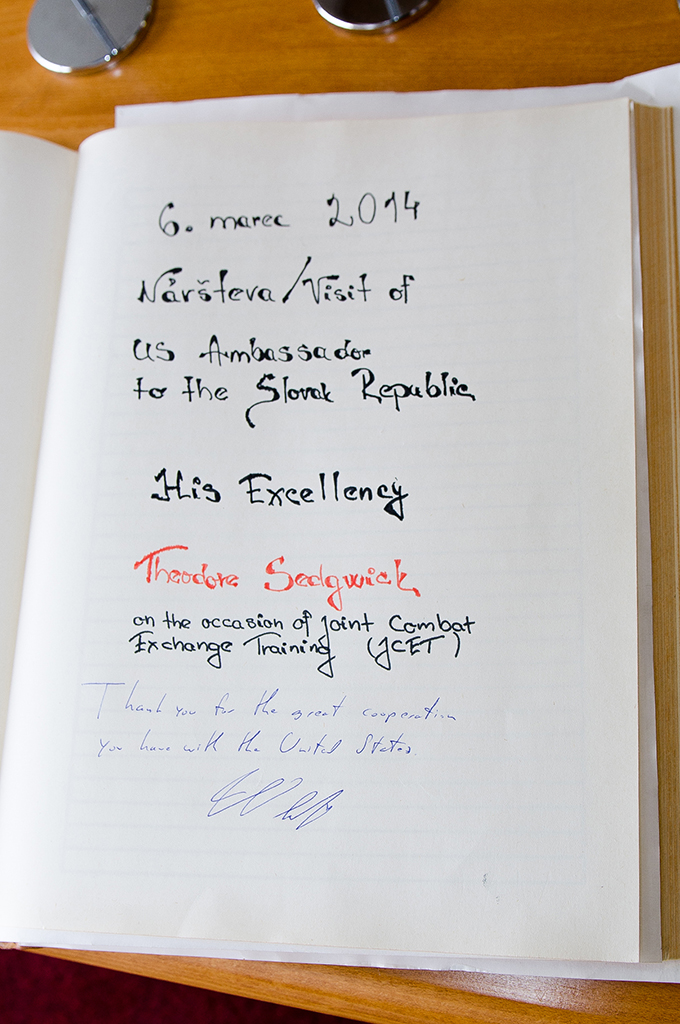 6. marec 2014
Návšteva/Visit of
US Ambassador
to the Slovak Republic
His Excellency
Theodore Sedgwick
on the occasion of Joint Combat
Exchange Training (JCET)
Thank you for the great cooperation
you have with the United States.